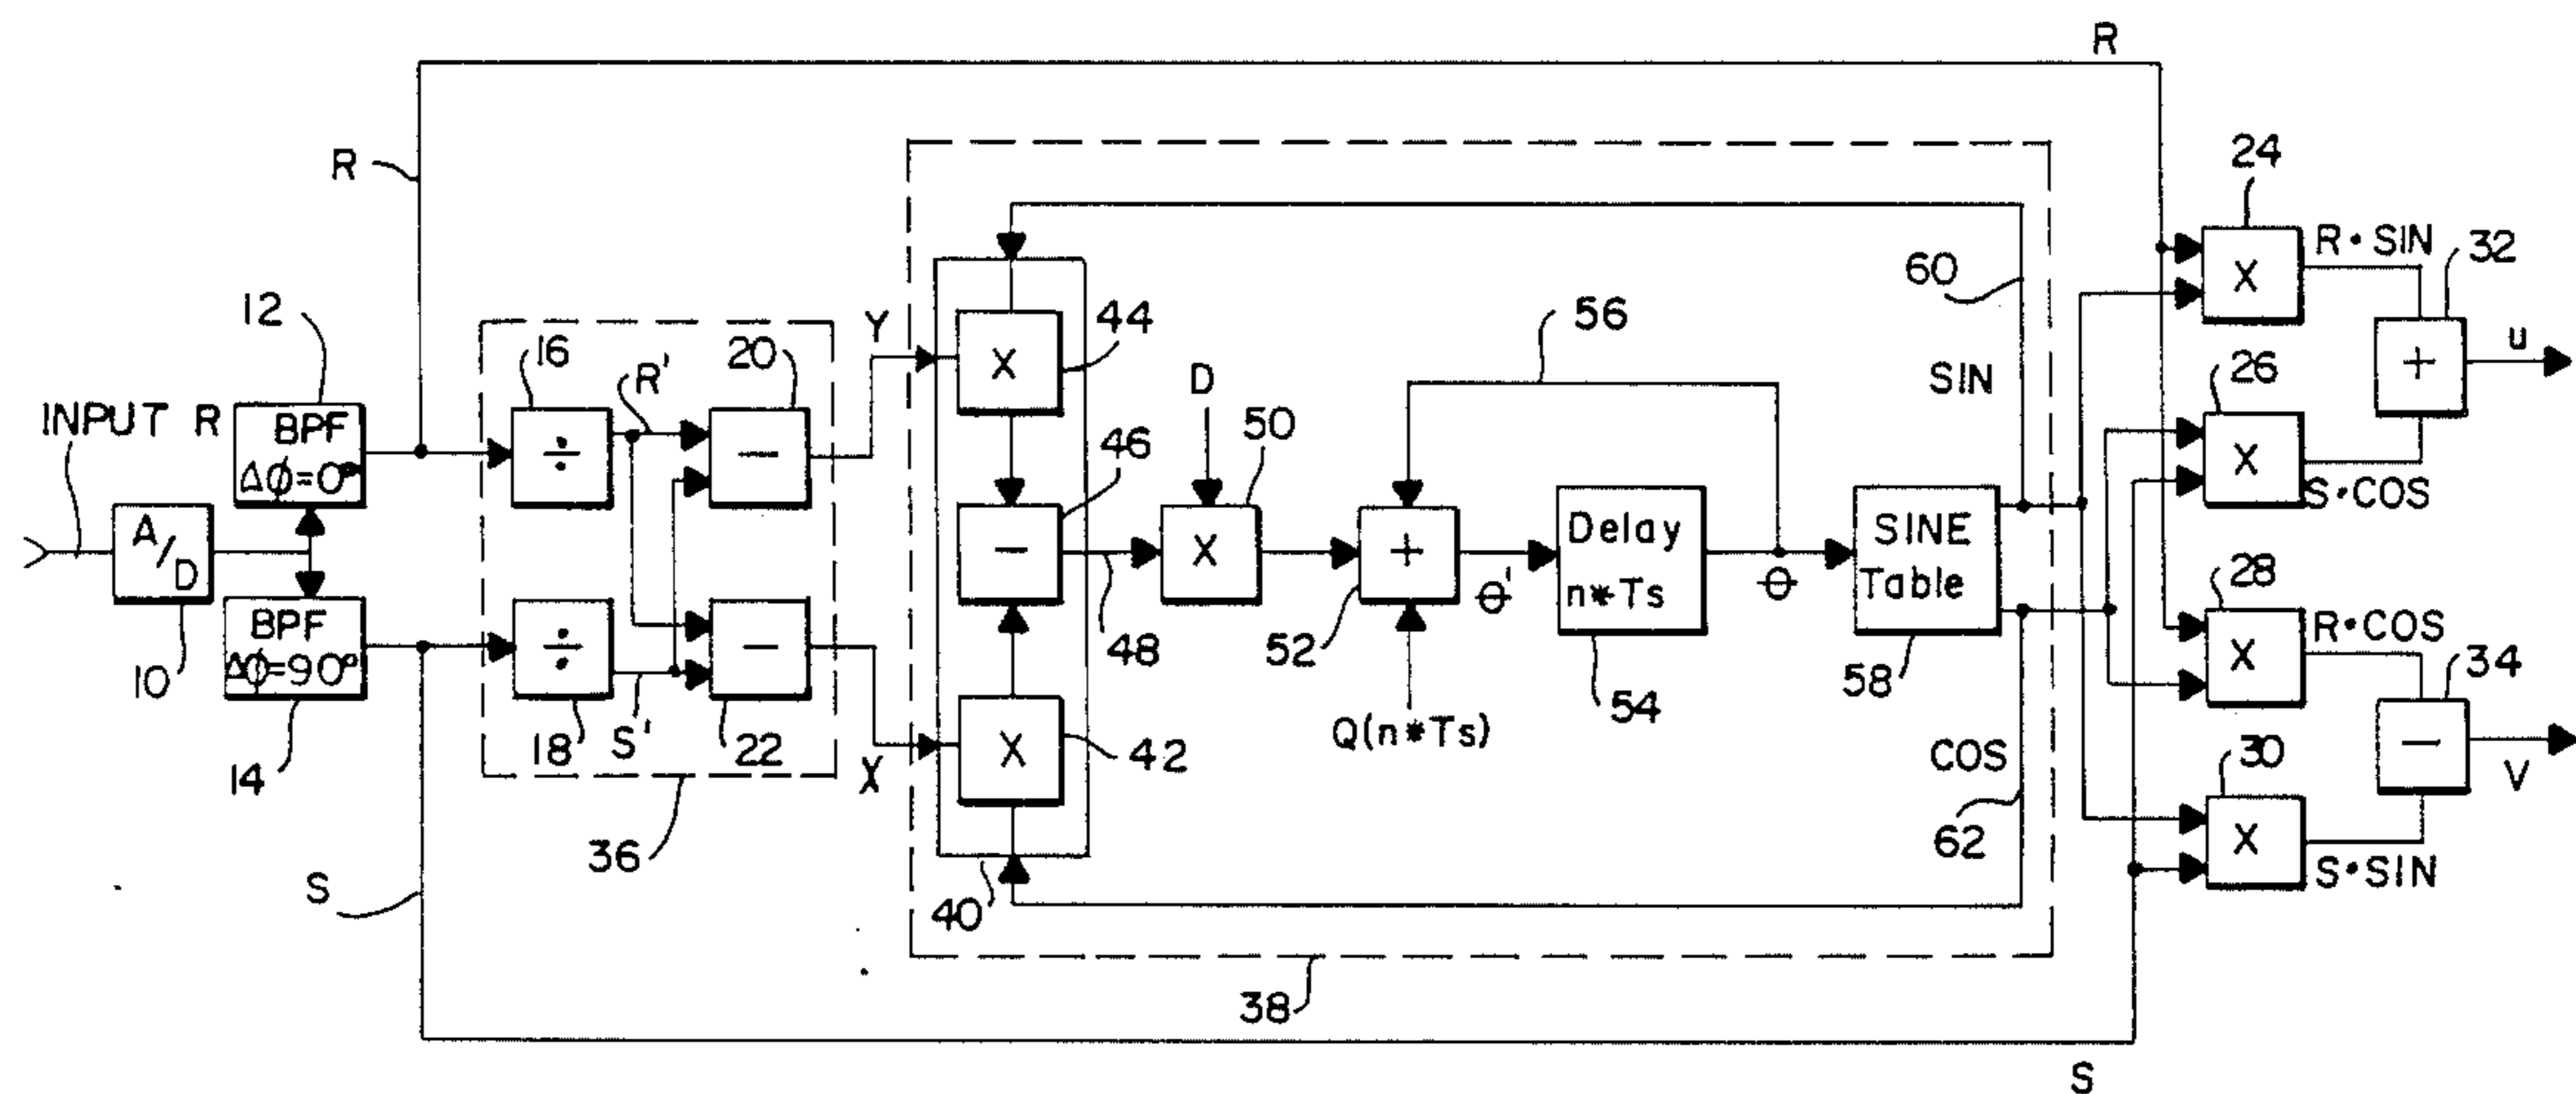 R
R
24
R·SIN
32
12
60
X
Y
44
56
u
16
R'
20
D
SIN
26
+
INPUT R
BPF
Δϕ=0°
÷
−
X
46
50
X
S·COS
A/D
−
X
+
Delay
n*Ts
SINE
Table
28
θ'
θ
BPF
Δϕ=90°
÷
−
48
52
R·COS
X
34
10
54
58
18
S'
22
X
X
42
Q(n*Ts)
COS
30
−
V
14
36
62
X
S·SIN
S
40
38
S